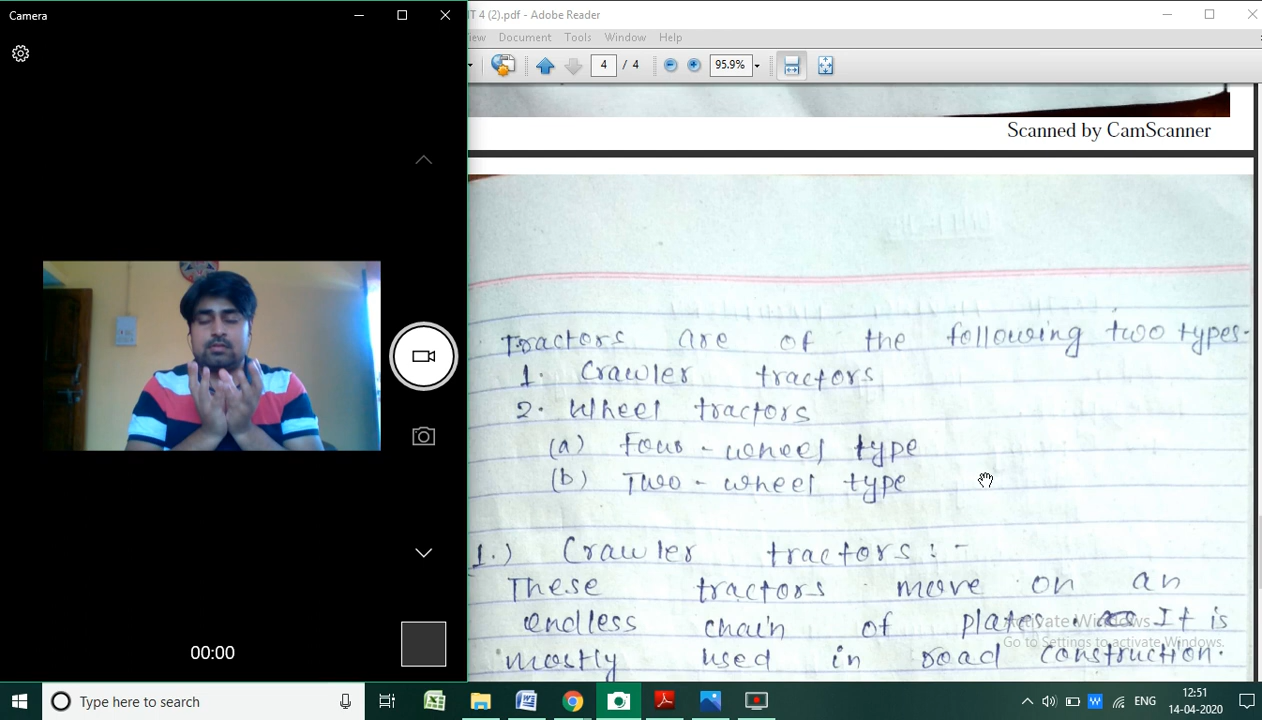 Camera
IT 4 (2).pdf - Adobe Reader
View Document Tools Window Help
4 / 4 95.9%
Scanned by CamScanner
Tractors are of the following two types-
1. Crawler tractors
2. Wheel tractors
(a) Four - wheel type
(b) Two - wheel type
1.) Crawler tractors : -
These tractors move on an
endless chain of plates. It is
mostly used in road construction.
Activate Windows
Go to Settings to activate Windows.
00:00
Type here to search
ENG
12:51
14-04-2020